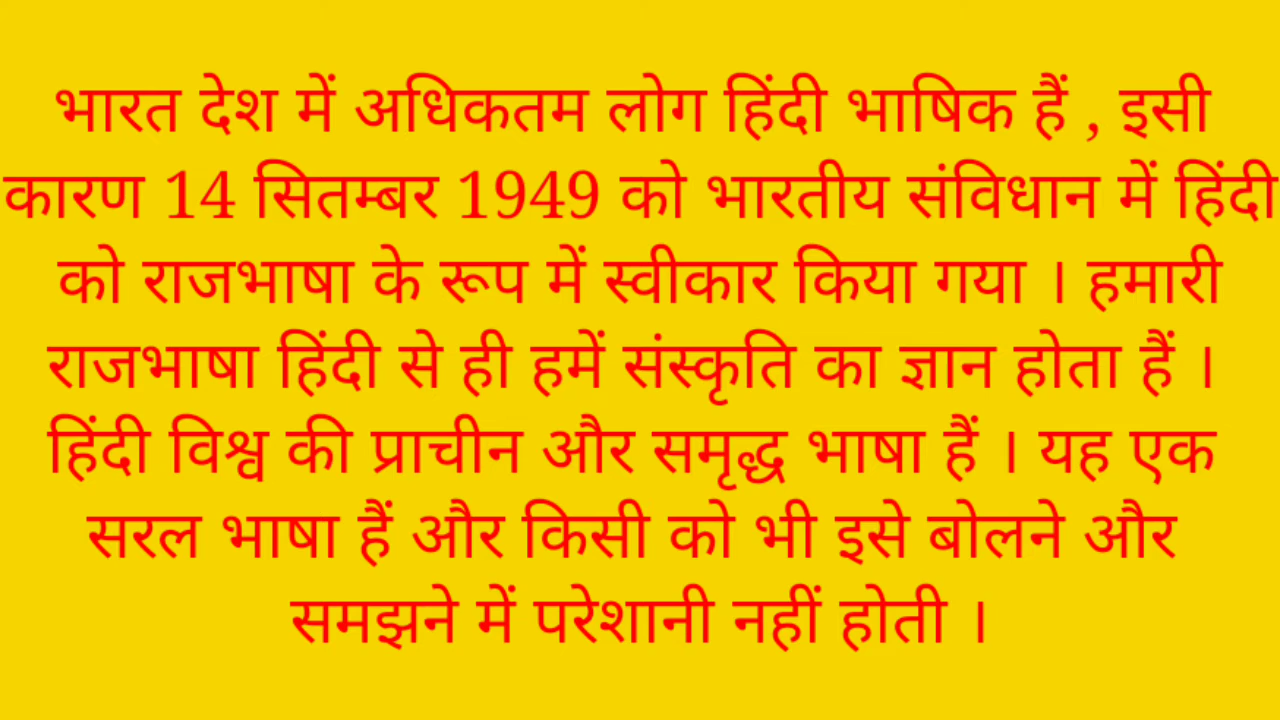 भारत देश में अधिकतम लोग हिंदी भाषिक हैं , इसी
कारण 14 सितम्बर 1949 को भारतीय संविधान में हिंदी
को राजभाषा के रूप में स्वीकार किया गया । हमारी
राजभाषा हिंदी से ही हमें संस्कृति का ज्ञान होता हैं ।
हिंदी विश्व की प्राचीन और समृद्ध भाषा हैं । यह एक
सरल भाषा हैं और किसी को भी इसे बोलने और
समझने में परेशानी नहीं होती ।